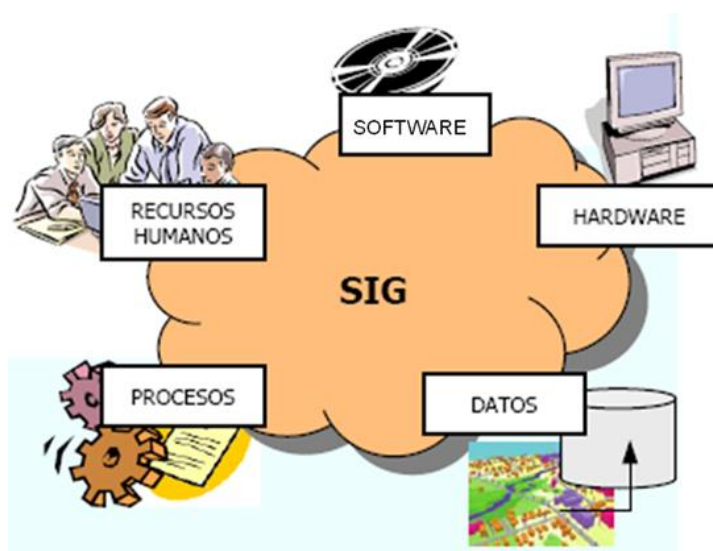 SOFTWARE
RECURSOS
HUMANOS
HARDWARE
SIG
PROCESOS
DATOS